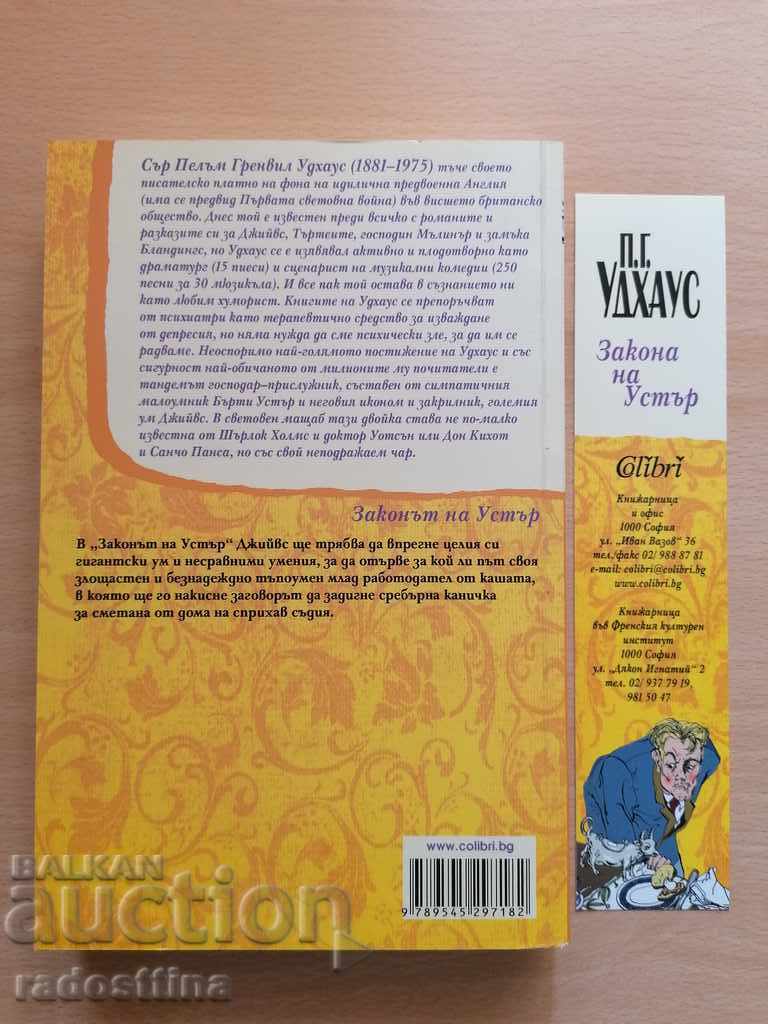 Сър Пелъм Гренвил Удхаус (1881–1975) тъче своето
писателско платно на фона на идилична предвоенна Англия
(има се предвид Първата световна война) във висшето британско
общество. Днес той е известен преди всичко с романите и
разказите си за Джийвс, Търтеите, господин Мълинър и замъка
Бландингс, но Удхаус се е изявявал активно и плодотворно като
драматург (15 пиеси) и сценарист на музикални комедии (250
песни за 30 мюзикъла). И все пак той остава в съзнанието ни
като любим хуморист. Книгите на Удхаус се препоръчват
от психиатри като терапевтично средство за изваждане
от депресия, но няма нужда да сме психически зле, за да им се
радваме. Неоспоримо най-голямото постижение на Удхаус и със
сигурност най-обичаното от милионите му почитатели е
тандемът господар–прислужник, съставен от симпатичния
малоумник Бърти Устър и неговия иконом и закрилник, големия
ум Джийвс. В световен мащаб тази двойка става не по-малко
известна от Шърлок Холмс и доктор Уотсън или Дон Кихот
и Санчо Панса, но със свой неподражаем чар.
Законът на Устър
В „Законът на Устър“ Джийвс ще трябва да впрегне целия си
гигантски ум и несравними умения, за да отърве за кой ли път своя
злощастен и безнадеждно тъпоумен млад работодател от кашата,
в която ще го накисне заговорът да задигне сребърна каничка
за сметана от дома на сприхав съдия.
www.colibri.bg
9 789545 297182
П.Г.
УДХАУС
Закона
на
Устър
Colibri
Книжарница
и офис
1000 София
ул. „Иван Вазов" 36
тел./факс 02/ 988 87 81
e-mail: colibri@colibri.bg
www.colibri.bg
Книжарница
във Френския културен
институт
1000 София
ул. „Дякон Игнатий" 2
тел. 02/ 937 79 19,
981 50 47
BALKAN
auction
radosttina